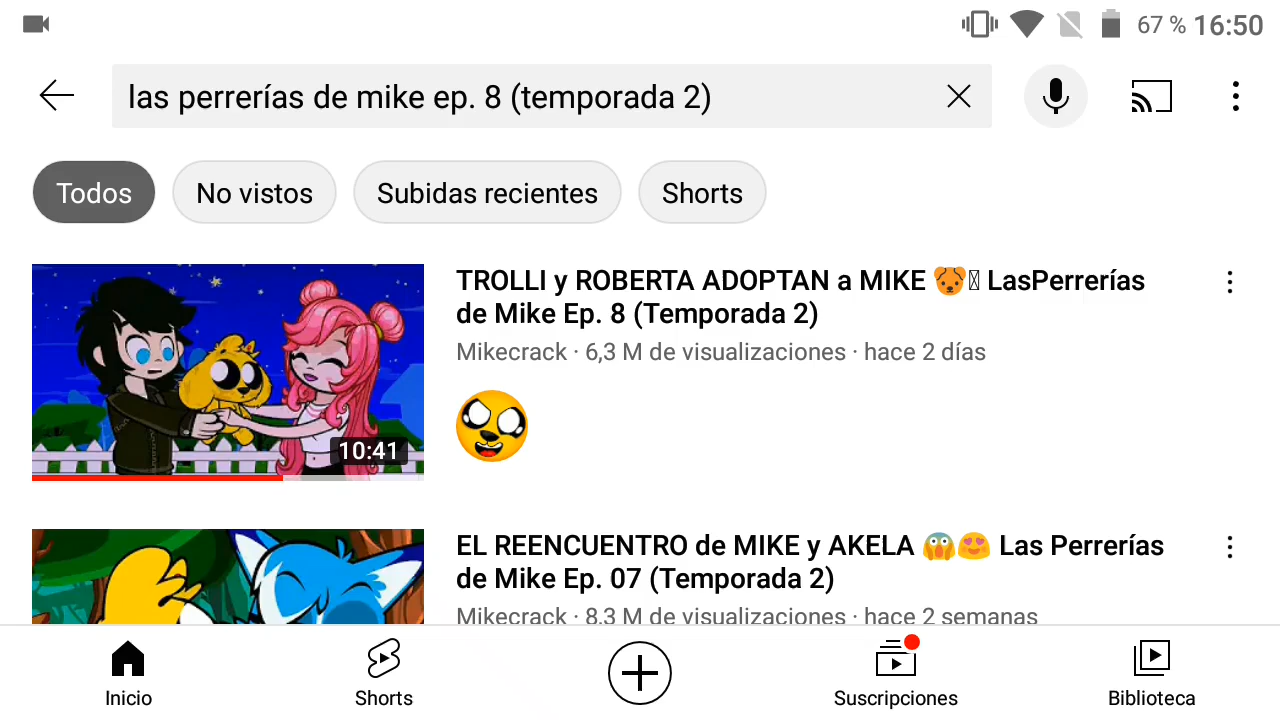 67 % 16:50
las perrerías de mike ep. 8 (temporada 2)
Todos No vistos Subidas recientes Shorts
TROLLI y ROBERTA ADOPTAN a MIKE 🐶 LasPerrerías
de Mike Ep. 8 (Temporada 2)
Mikecrack · 6,3 M de visualizaciones · hace 2 días
10:41
EL REENCUENTRO de MIKE y AKELA 😱😍 Las Perrerías
de Mike Ep. 07 (Temporada 2)
Mikecrack · 8,3 M de visualizaciones · hace 2 semanas
Inicio Shorts Suscripciones Biblioteca